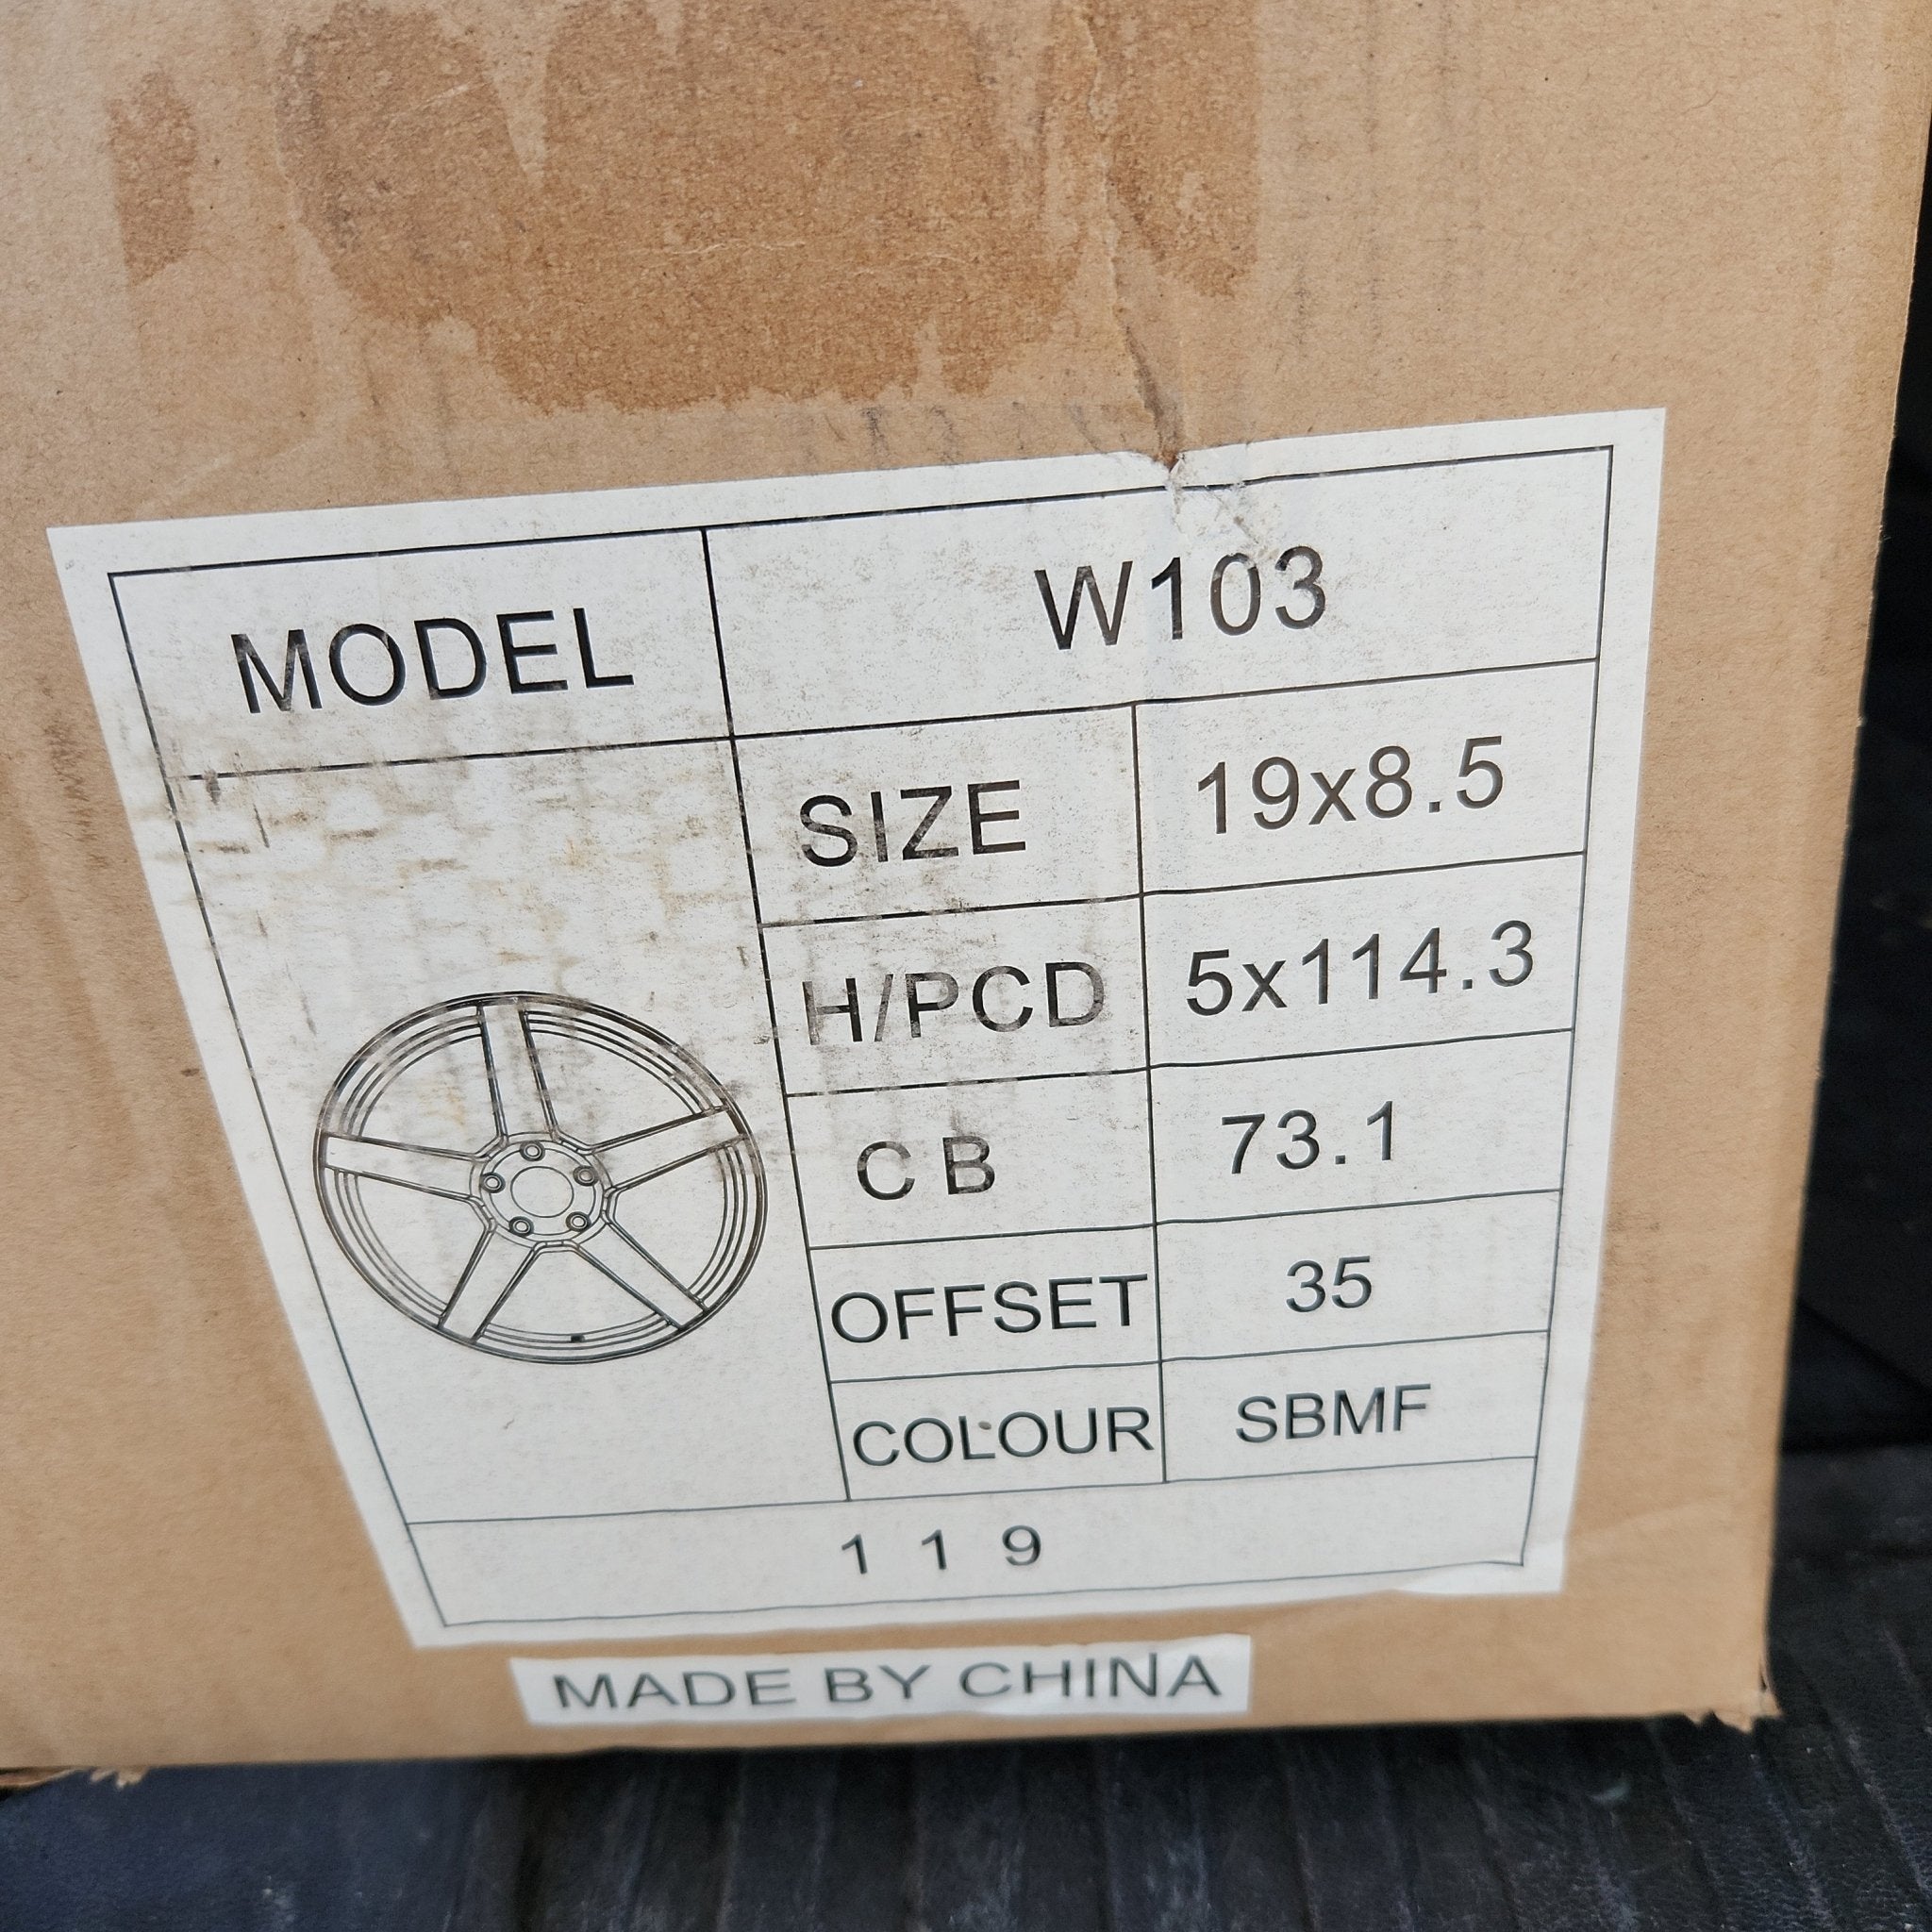 MODEL W103
SIZE 19x8.5
H/PCD 5x114.3
CB 73.1
OFFSET 35
COLOUR SBMF
1 1 9
MADE BY CHINA